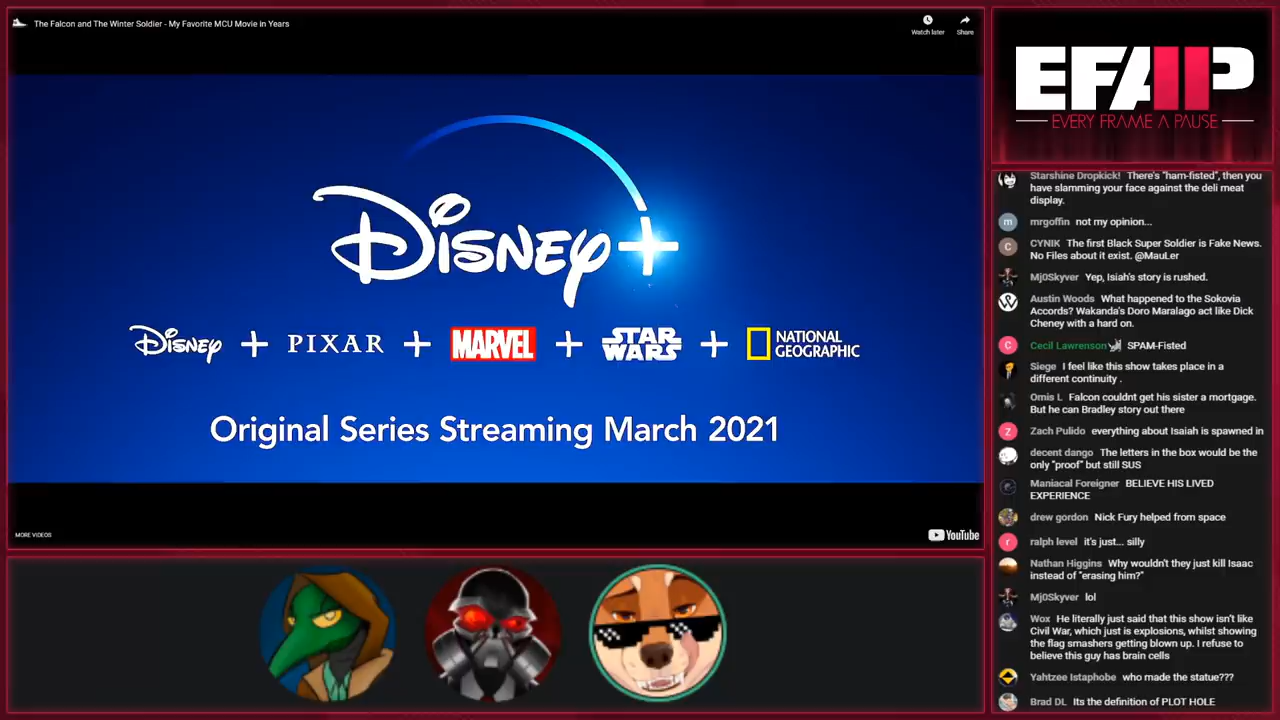 The Falcon and The Winter Soldier - My Favorite MCU Movie in Years
Watch later
Share
Disney+
Disney + PIXAR + MARVEL + STAR WARS + NATIONAL GEOGRAPHIC
Original Series Streaming March 2021
MORE VIDEOS
YouTube
EFAP
EVERY FRAME A PAUSE
Starshine Dropkick! There's "ham-fisted", then you
have slamming your face against the deli meat
display.
m
mrgoffin not my opinion...
C
CYNIK The first Black Super Soldier is Fake News.
No Files about it exist. @MauLer
Mj0Skyver Yep, Isiah's story is rushed.
Austin Woods What happened to the Sokovia
Accords? Wakanda's Doro Maralago act like Dick
Cheney with a hard on.
C
Cecil Lawrenson SPAM-Fisted
Siege I feel like this show takes place in a
different continuity .
Omis L Falcon couldnt get his sister a mortgage.
But he can Bradley story out there
Z
Zach Pulido everything about Isaiah is spawned in
decent dango The letters in the box would be the
only "proof" but still SUS
Maniacal Foreigner BELIEVE HIS LIVED
EXPERIENCE
drew gordon Nick Fury helped from space
r
ralph level it's just... silly
Nathan Higgins Why wouldn't they just kill Isaac
instead of "erasing him?"
Mj0Skyver lol
Wox He literally just said that this show isn't like
Civil War, which just is explosions, whilst showing
the flag smashers getting blown up. I refuse to
believe this guy has brain cells
Yahtzee Istaphobe who made the statue???
Brad DL Its the definition of PLOT HOLE